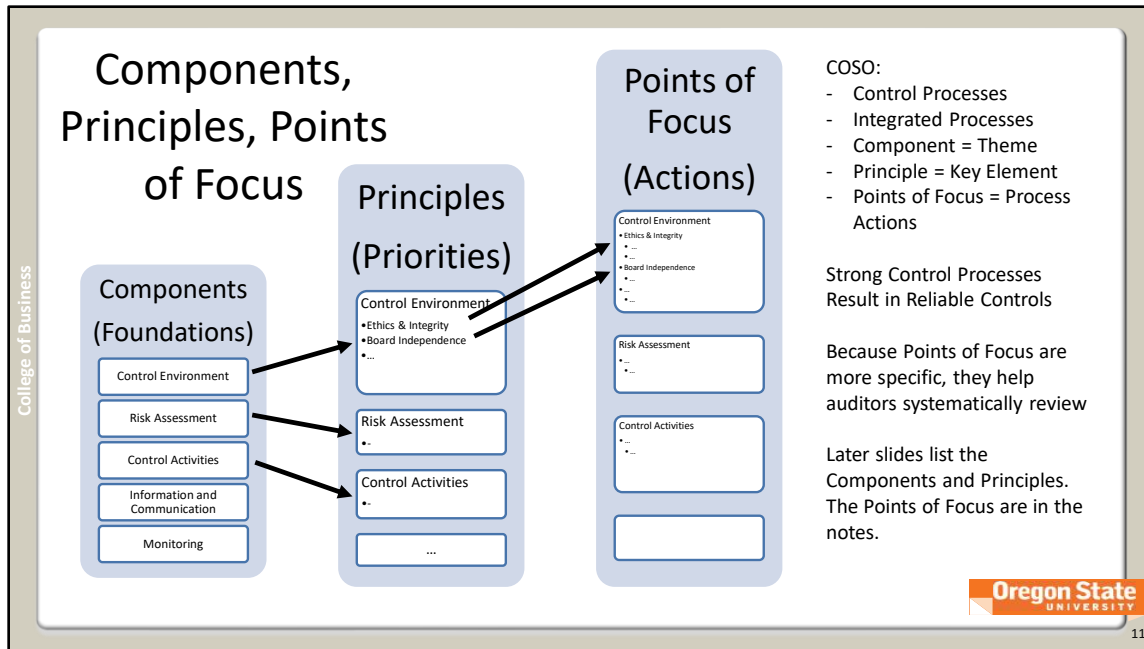 Components,
Principles, Points
of Focus
College of Business
Components
(Foundations)
Control Environment
Risk Assessment
Control Activities
Information and
Communication
Monitoring
Principles
(Priorities)
Control Environment
•Ethics & Integrity
•Board Independence
•...
Risk Assessment
•-
Control Activities
•-
...
Points of
Focus
(Actions)
Control Environment
•Ethics & Integrity
•...
•...
•Board Independence
•...
•...
•...
Risk Assessment
•...
•...
Control Activities
•...
•...
COSO:
- Control Processes
- Integrated Processes
- Component = Theme
- Principle = Key Element
- Points of Focus = Process
Actions
Strong Control Processes
Result in Reliable Controls
Because Points of Focus are
more specific, they help
auditors systematically review
Later slides list the
Components and Principles.
The Points of Focus are in the
notes.
Oregon State
UNIVERSITY
11